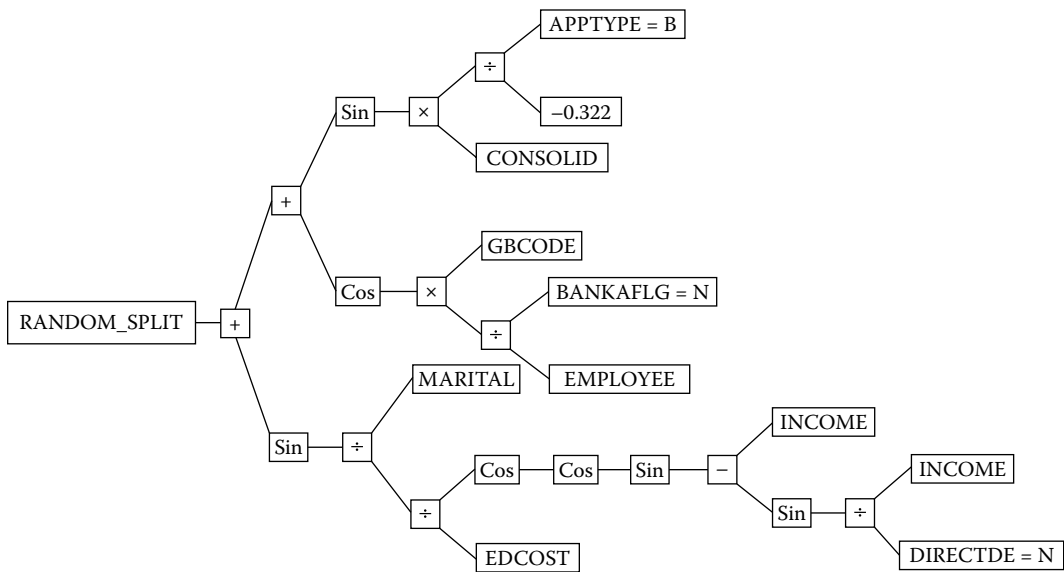 APPTYPE = B
÷
Sin
×
−0.322
CONSOLID
+
GBCODE
Cos
×
BANKAFLG = N
RANDOM_SPLIT
+
÷
MARITAL
EMPLOYEE
INCOME
Sin
÷
Cos
Cos
Sin
−
INCOME
÷
Sin
÷
EDCOST
DIRECTDE = N